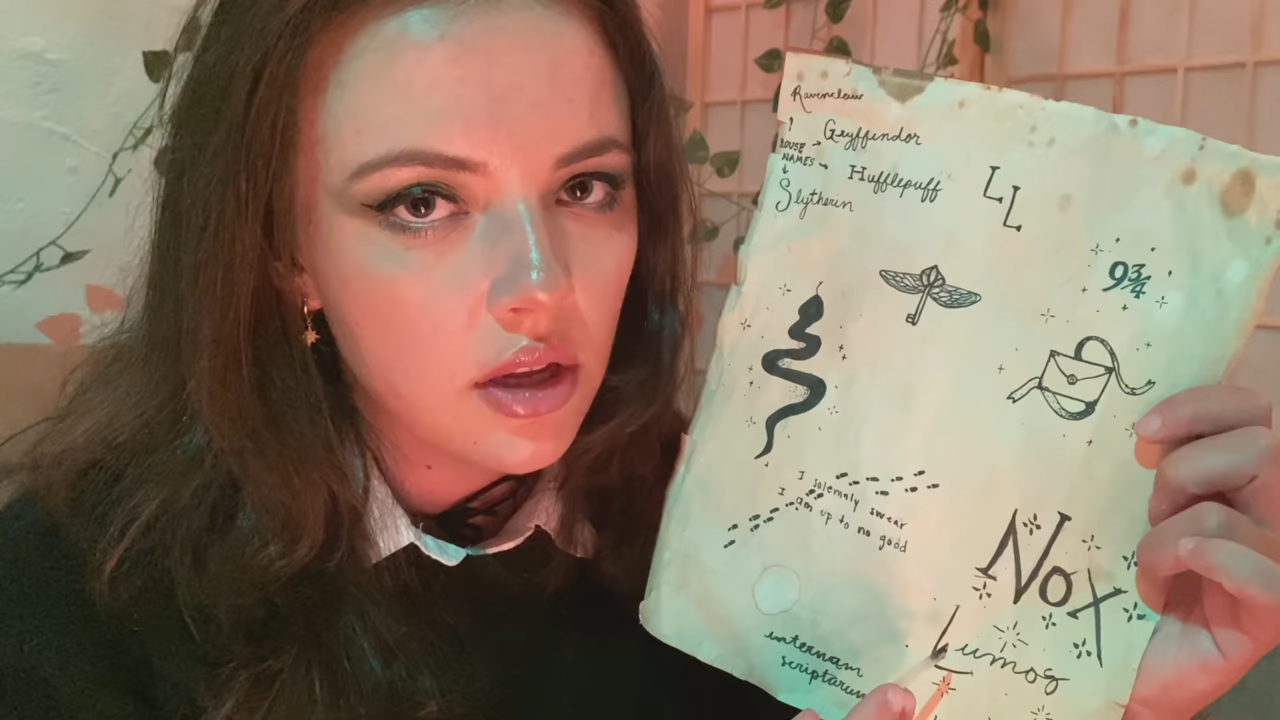 Ravenclaw
Gryffindor
HOUSE
NAMES
Hufflepuff
Slytherin
LL
9¾
I solemnly swear
I am up to no good
NOX
Lumos
internam
scriptarum